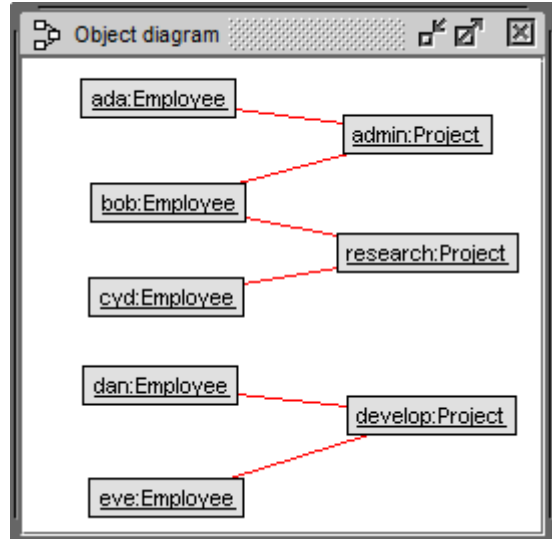 Object diagram
ada:Employee
admin:Project
bob:Employee
research:Project
cyd:Employee
dan:Employee
develop:Project
eve:Employee